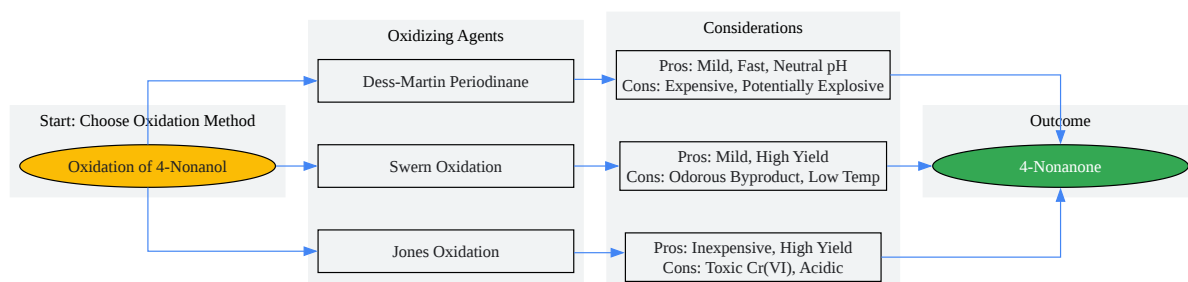 Start: Choose Oxidation Method
Oxidation of 4-Nonanol
Oxidizing Agents
Dess-Martin Periodinane
Swern Oxidation
Jones Oxidation
Considerations
Pros: Mild, Fast, Neutral pH
Cons: Expensive, Potentially Explosive
Pros: Mild, High Yield
Cons: Odorous Byproduct, Low Temp
Pros: Inexpensive, High Yield
Cons: Toxic Cr(VI), Acidic
Outcome
4-Nonanone